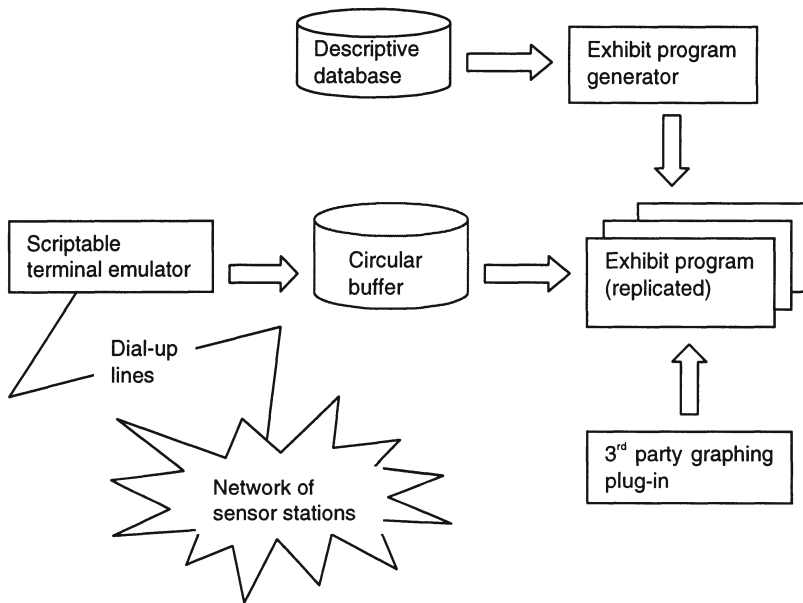 Descriptive
database
Exhibit program
generator
Scriptable
terminal emulator
Circular
buffer
Exhibit program
(replicated)
Dial-up
lines
Network of
sensor stations
3rd party graphing
plug-in